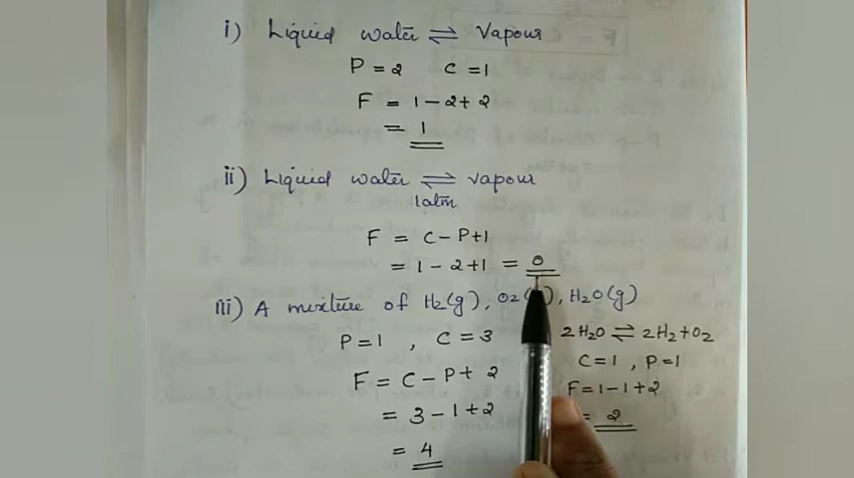 i) Liquid water ⇌ Vapour
P = 2 C = 1
F = 1 - 2 + 2
= 1
ii) Liquid water ⇌ vapour
1atm
F = C - P + 1
= 1 - 2 + 1 = 0
iii) A mixture of H2(g), O2( ), H2O(g)
P = 1 , C = 3
F = C - P + 2
= 3 - 1 + 2
= 4
2H2O ⇌ 2H2 + O2
C = 1 , P = 1
F = 1 - 1 + 2
= 2